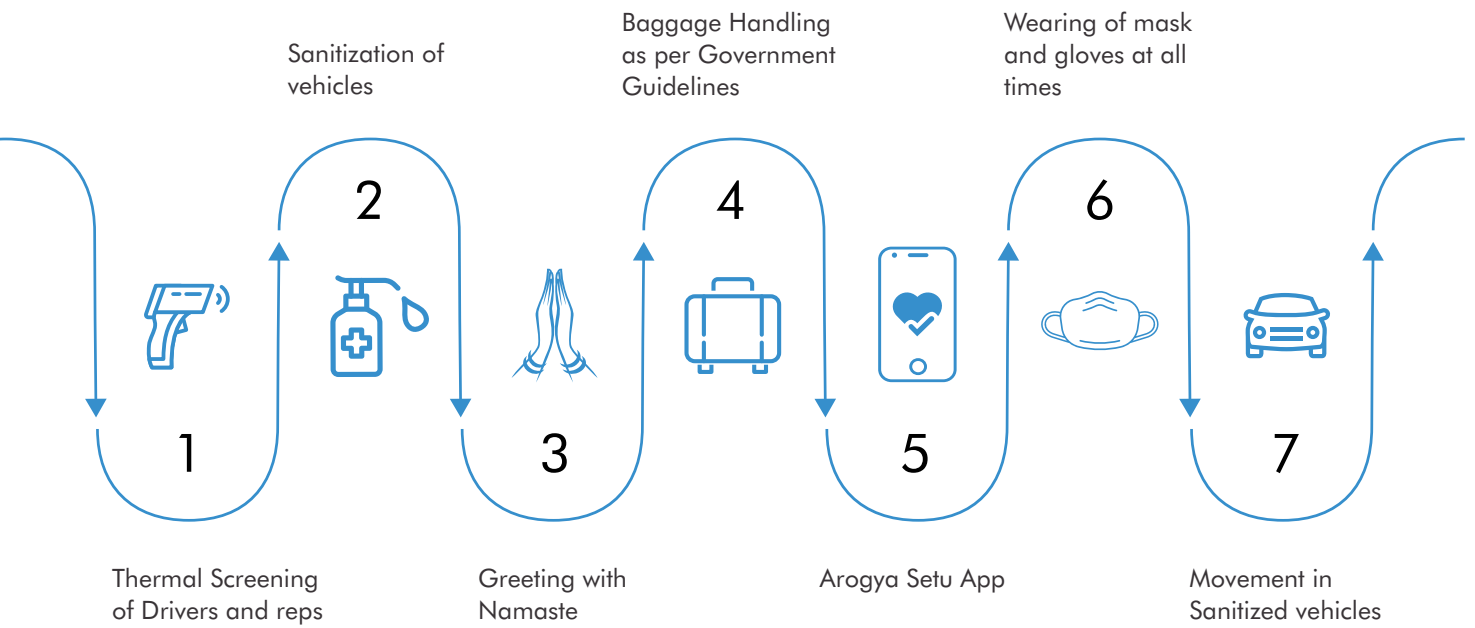 1
Thermal Screening
of Drivers and reps
2
Sanitization of
vehicles
3
Greeting with
Namaste
4
Baggage Handling
as per Government
Guidelines
5
Arogya Setu App
6
Wearing of mask
and gloves at all
times
7
Movement in
Sanitized vehicles